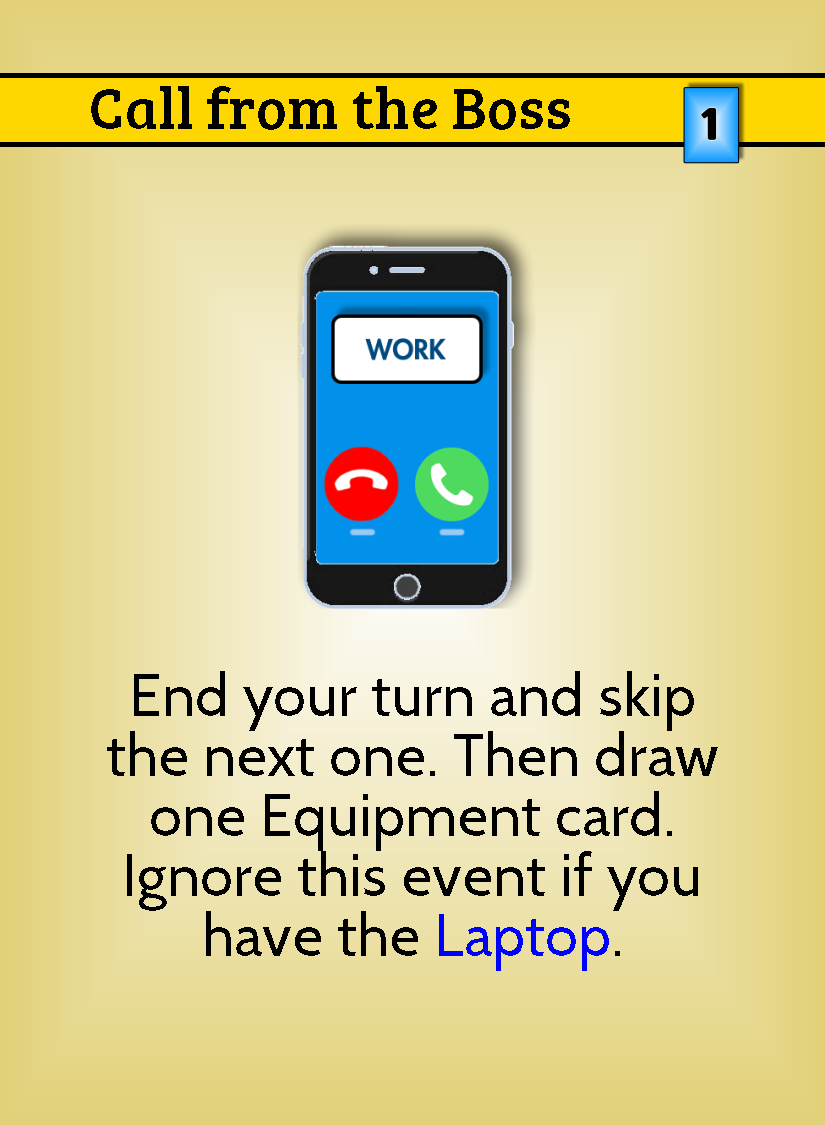 Call from the Boss
1
WORK
End your turn and skip
the next one. Then draw
one Equipment card.
Ignore this event if you
have the Laptop.